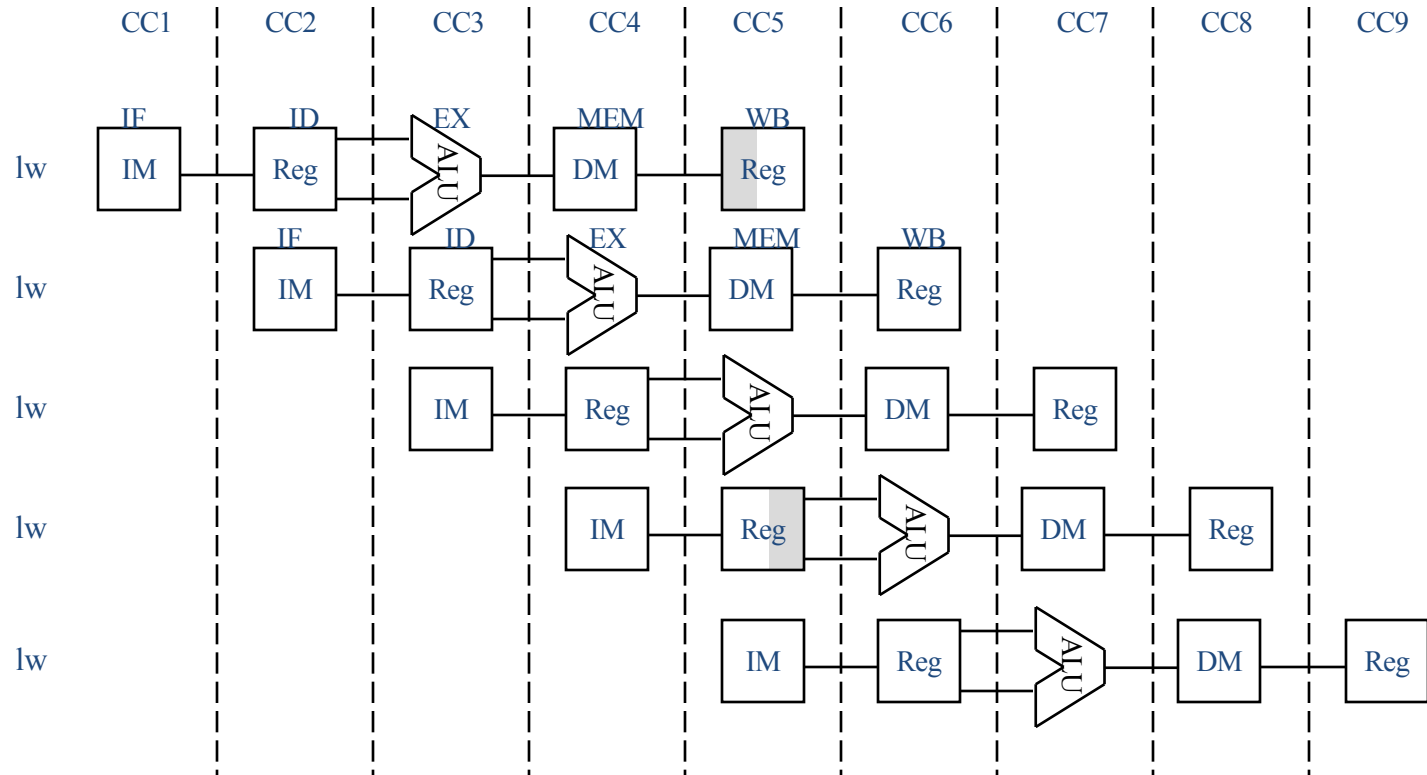 CC1 CC2 CC3 CC4 CC5 CC6 CC7 CC8 CC9
IF ID EX MEM WB
lw IM Reg ALU DM Reg
IF ID EX MEM WB
lw IM Reg ALU DM Reg
lw IM Reg ALU DM Reg
lw IM Reg ALU DM Reg
lw IM Reg ALU DM Reg